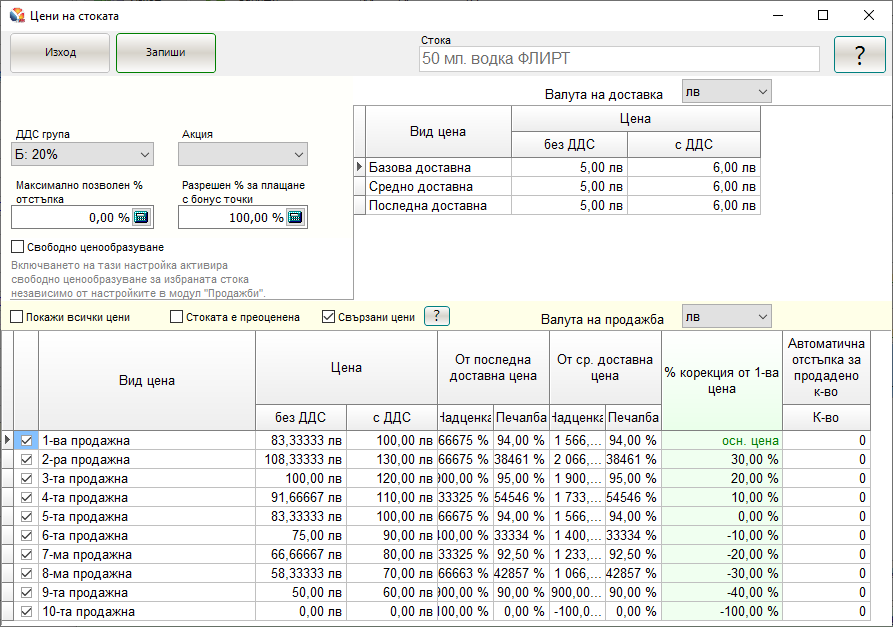 Цени на стоката
Изход
Запиши
Стока
50 мл. водка ФЛИРТ
?
Валута на доставка
лв
ДДС група
Акция
Б: 20%
Максимално позволен %
отстъпка
Разрешен % за плащане
с бонус точки
0,00 %
100,00 %
Свободно ценообразуване
Включването на тази настройка активира
свободно ценообразуване за избраната стока
независимо от настройките в модул "Продажби".
Вид цена
Цена
без ДДС
с ДДС
Базова доставна 5,00 лв 6,00 лв
Средно доставна 5,00 лв 6,00 лв
Последна доставна 5,00 лв 6,00 лв
Покажи всички цени
Стоката е преоценена
Свързани цени
?
Валута на продажба
лв
Вид цена
Цена
От последна
доставна цена
От ср. доставна
цена
% корекция от 1-ва
цена
Автоматична
отстъпка за
продадено
к-во
без ДДС с ДДС Надценка Печалба Надценка Печалба К-во
1-ва продажна 83,33333 лв 100,00 лв 66675 % 94,00 % 1 566,... 94,00 % осн. цена 0
2-ра продажна 108,33333 лв 130,00 лв 66675 % 38461 % 2 066,... 38461 % 30,00 % 0
3-та продажна 100,00 лв 120,00 лв 900,00 % 95,00 % 1 900,... 95,00 % 20,00 % 0
4-та продажна 91,66667 лв 110,00 лв 33325 % 54546 % 1 733,... 54546 % 10,00 % 0
5-та продажна 83,33333 лв 100,00 лв 66675 % 94,00 % 1 566,... 94,00 % 0,00 % 0
6-та продажна 75,00 лв 90,00 лв 400,00 % 33334 % 1 400,... 33334 % -10,00 % 0
7-ма продажна 66,66667 лв 80,00 лв 33325 % 92,50 % 1 233,... 92,50 % -20,00 % 0
8-ма продажна 58,33333 лв 70,00 лв 66663 % 42857 % 1 066,... 42857 % -30,00 % 0
9-та продажна 50,00 лв 60,00 лв 900,00 % 90,00 % 900,00... 90,00 % -40,00 % 0
10-та продажна 0,00 лв 0,00 лв 100,00 % 0,00 % -100,0... 0,00 % -100,00 % 0